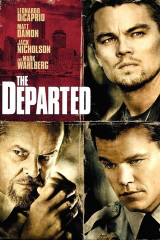 LEONARDO
DiCAPRIO
MATT
DAMON
JACK
NICHOLSON
AND MARK
WAHLBERG
THE
DEPARTED